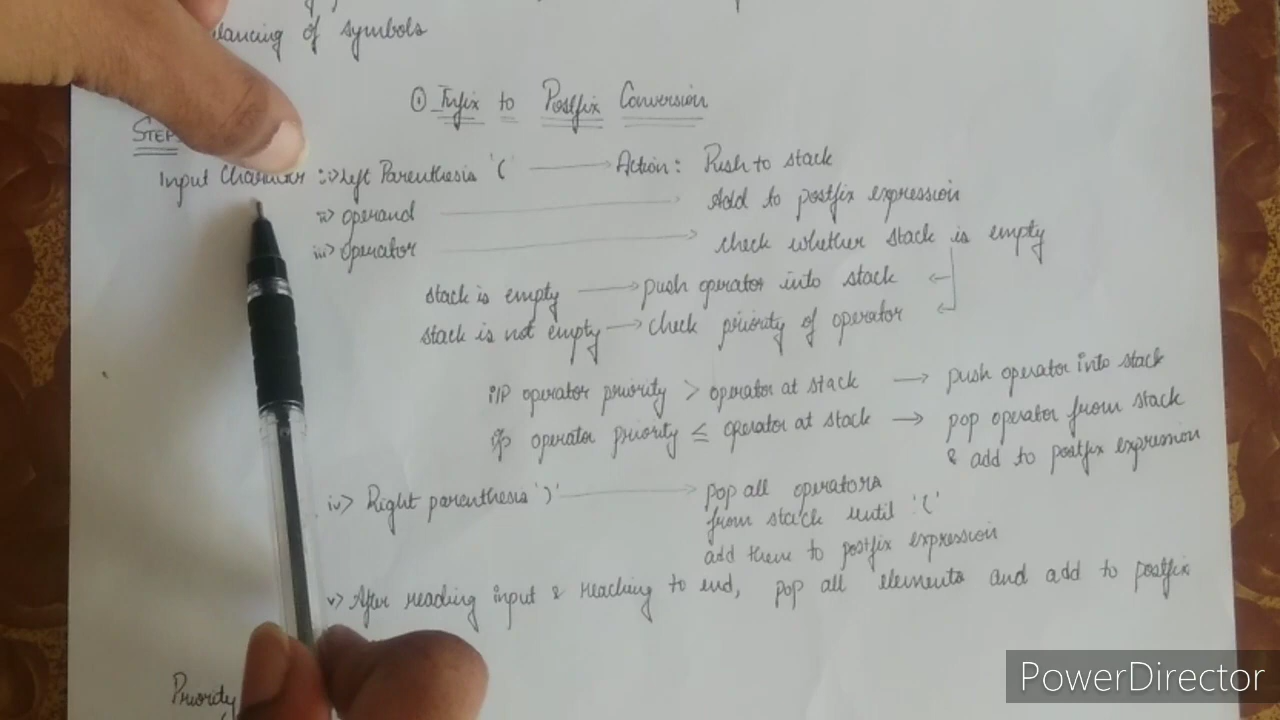 of symbols
① Infix to Postfix Conversion
STEP
Input Character : i> left Parenthesis '(' → Action : Push to stack
ii> operand → Add to postfix expression
iii> operator → check whether stack is empty
stack is empty → push operator into stack
stack is not empty → check priority of operator
i/P operator priority > operator at stack → push operator into stack
i/p operator priority ≤ operator at stack → pop operator from stack
& add to postfix expression
iv> Right parenthesis ')' → pop all operators
from stack until '('
add them to postfix expression
v> After reading input & reaching to end, pop all elements and add to postfix
Priority
PowerDirector